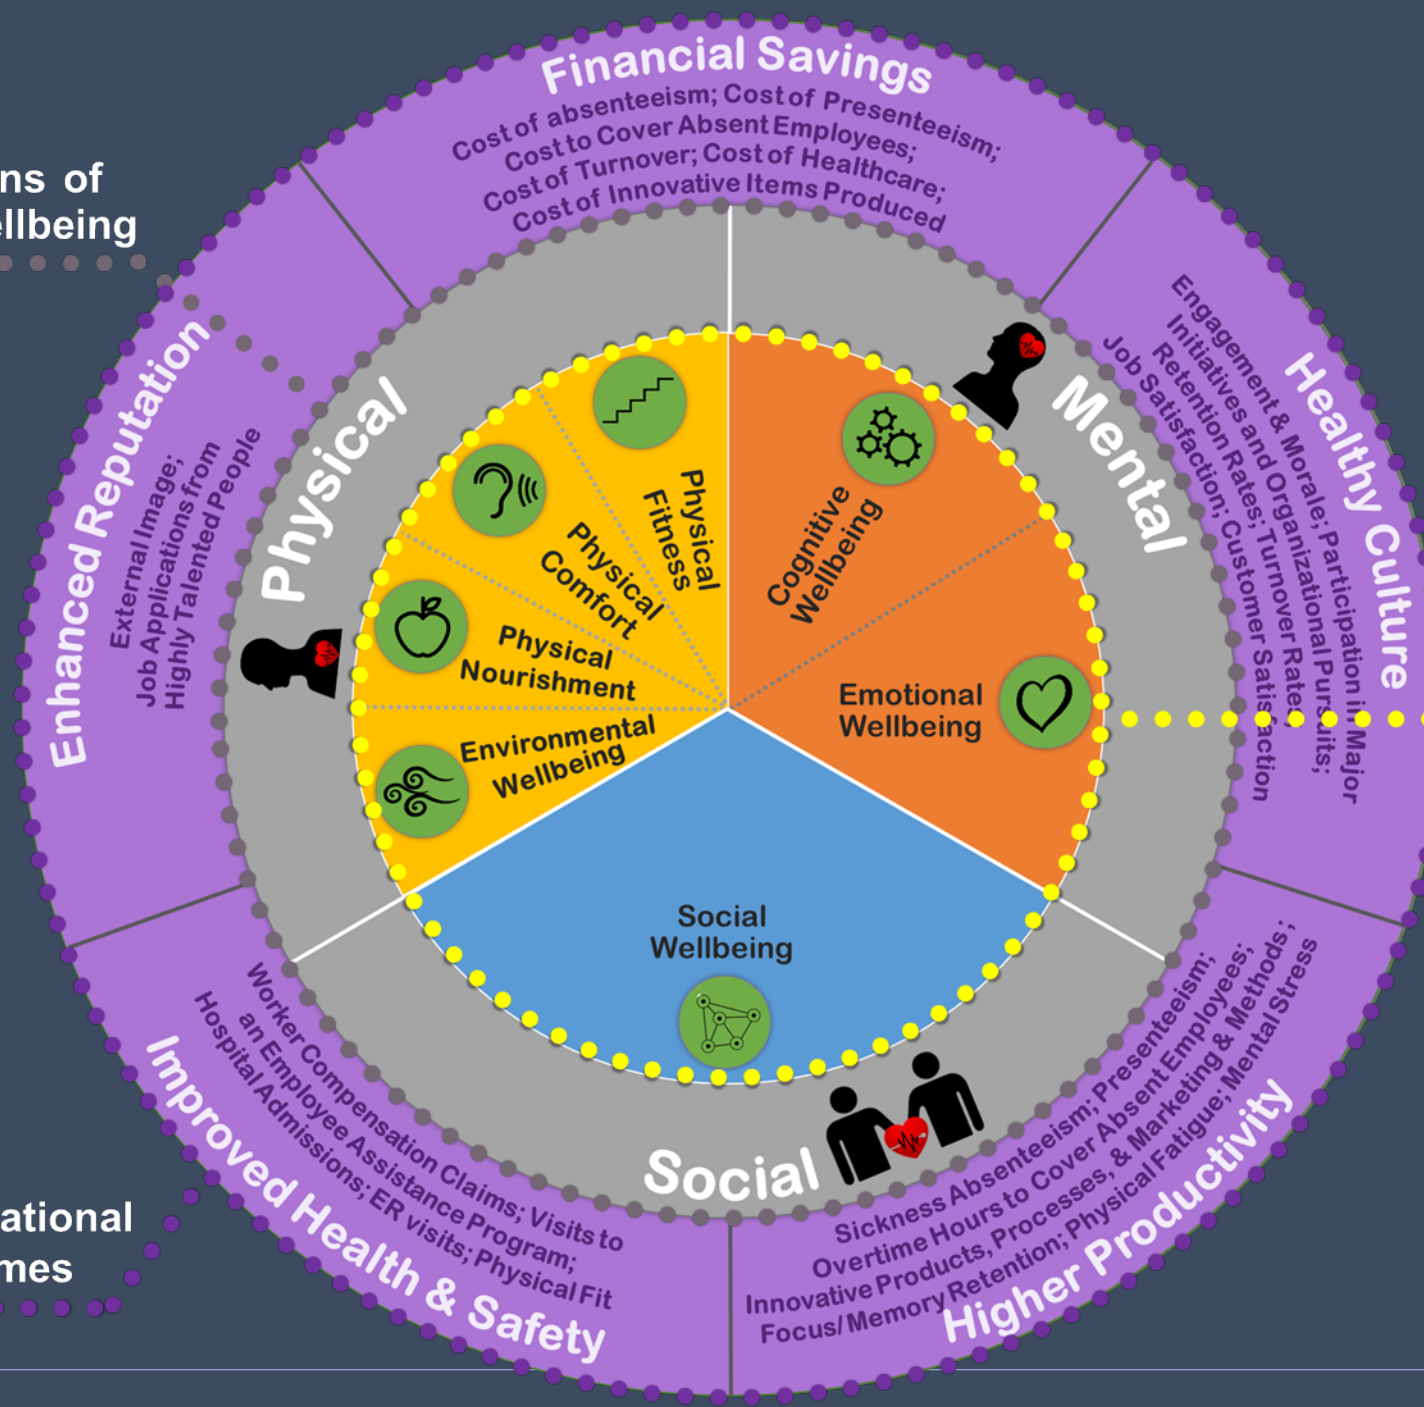 Financial Savings
Cost of absenteeism; Cost of Presenteeism;
Cost to Cover Absent Employees;
Cost of Turnover; Cost of Healthcare;
Cost of Innovative Items Produced
ns of
ellbeing
Enhanced Reputation
External Image;
Job Applications from
Highly Talented People
Physical
Mental
Healthy Culture
Engagement & Morale; Participation in Major
Initiatives and Organizational Pursuits;
Retention Rates; Turnover Rates;
Job Satisfaction; Customer Satisfaction
Physical
Fitness
Physical
Comfort
Physical
Nourishment
Environmental
Wellbeing
Cognitive
Wellbeing
Emotional
Wellbeing
Social
Wellbeing
Social
Worker Compensation Claims; Visits to
an Employee Assistance Program;
Hospital Admissions; ER visits; Physical Fit
Improved Health & Safety
Sickness Absenteeism; Presenteeism;
Overtime Hours to Cover Absent Employees;
Innovative Products, Processes, & Marketing & Methods;
Focus/Memory Retention; Physical Fatigue; Mental Stress
Higher Productivity
ational
mes